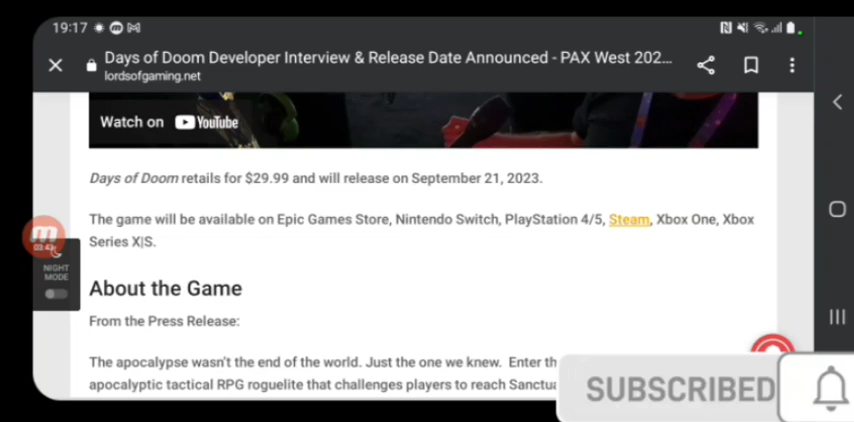 19:17
Days of Doom Developer Interview & Release Date Announced - PAX West 202...
lordsofgaming.net
Watch on YouTube
Days of Doom retails for $29.99 and will release on September 21, 2023.
The game will be available on Epic Games Store, Nintendo Switch, PlayStation 4/5, Steam, Xbox One, Xbox
Series X|S.
NIGHT
MODE
About the Game
From the Press Release:
The apocalypse wasn't the end of the world. Just the one we knew. Enter th
apocalyptic tactical RPG roguelite that challenges players to reach Sanctu
SUBSCRIBED